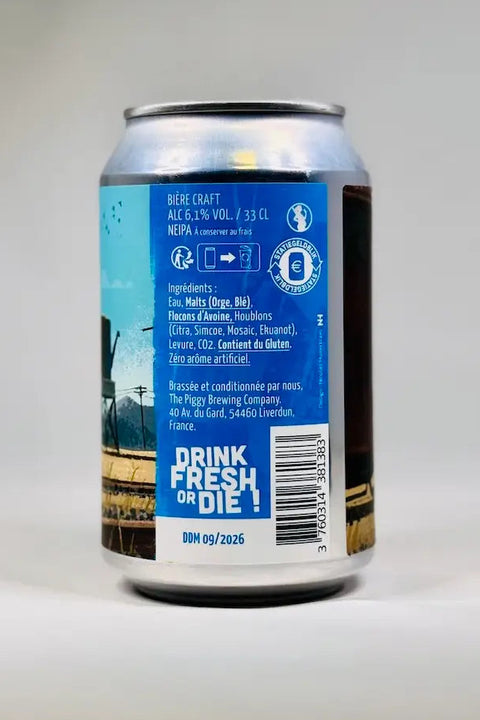 BIÈRE CRAFT
ALC 6,1% VOL. / 33 CL
NEIPA À conserver au frais
STATIEGELDBLIK
€
STATIEGELDBLIK
Ingrédients :
Eau, Malts (Orge, Blé),
Flocons d'Avoine, Houblons
(Citra, Simcoe, Mosaic, Ekuanot),
Levure, CO2. Contient du Gluten.
Zéro arôme artificiel.
Brassée et conditionnée par nous,
The Piggy Brewing Company.
40 Av. du Gard, 54460 Liverdun,
France.
DRINK
FRESH
OR DIE !
DDM 09/2026
3 760314 381383